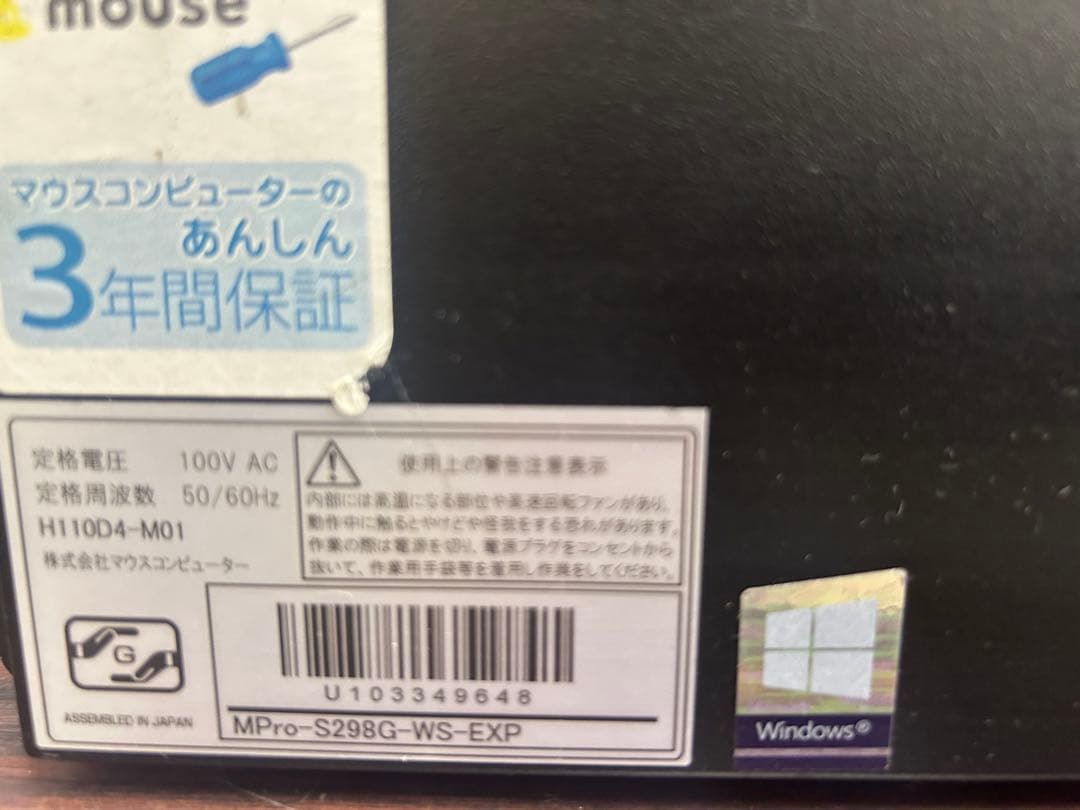 mouse
マウスコンピューターの
あんしん
3年間保証
定格電圧 100V AC
定格周波数 50/60Hz
H110D4-M01
株式会社マウスコンピューター
使用上の警告注意表示
内部には高温になる部位や高速回転ファンがあり、
動作中に触るとやけどや怪我をする恐れがあります。
作業の際は電源を切り、電源プラグをコンセントから
抜いて、作業用手袋等を着用し作業をしてください。
G
ASSEMBLED IN JAPAN
U103349648
MPro-S298G-WS-EXP
Windows®